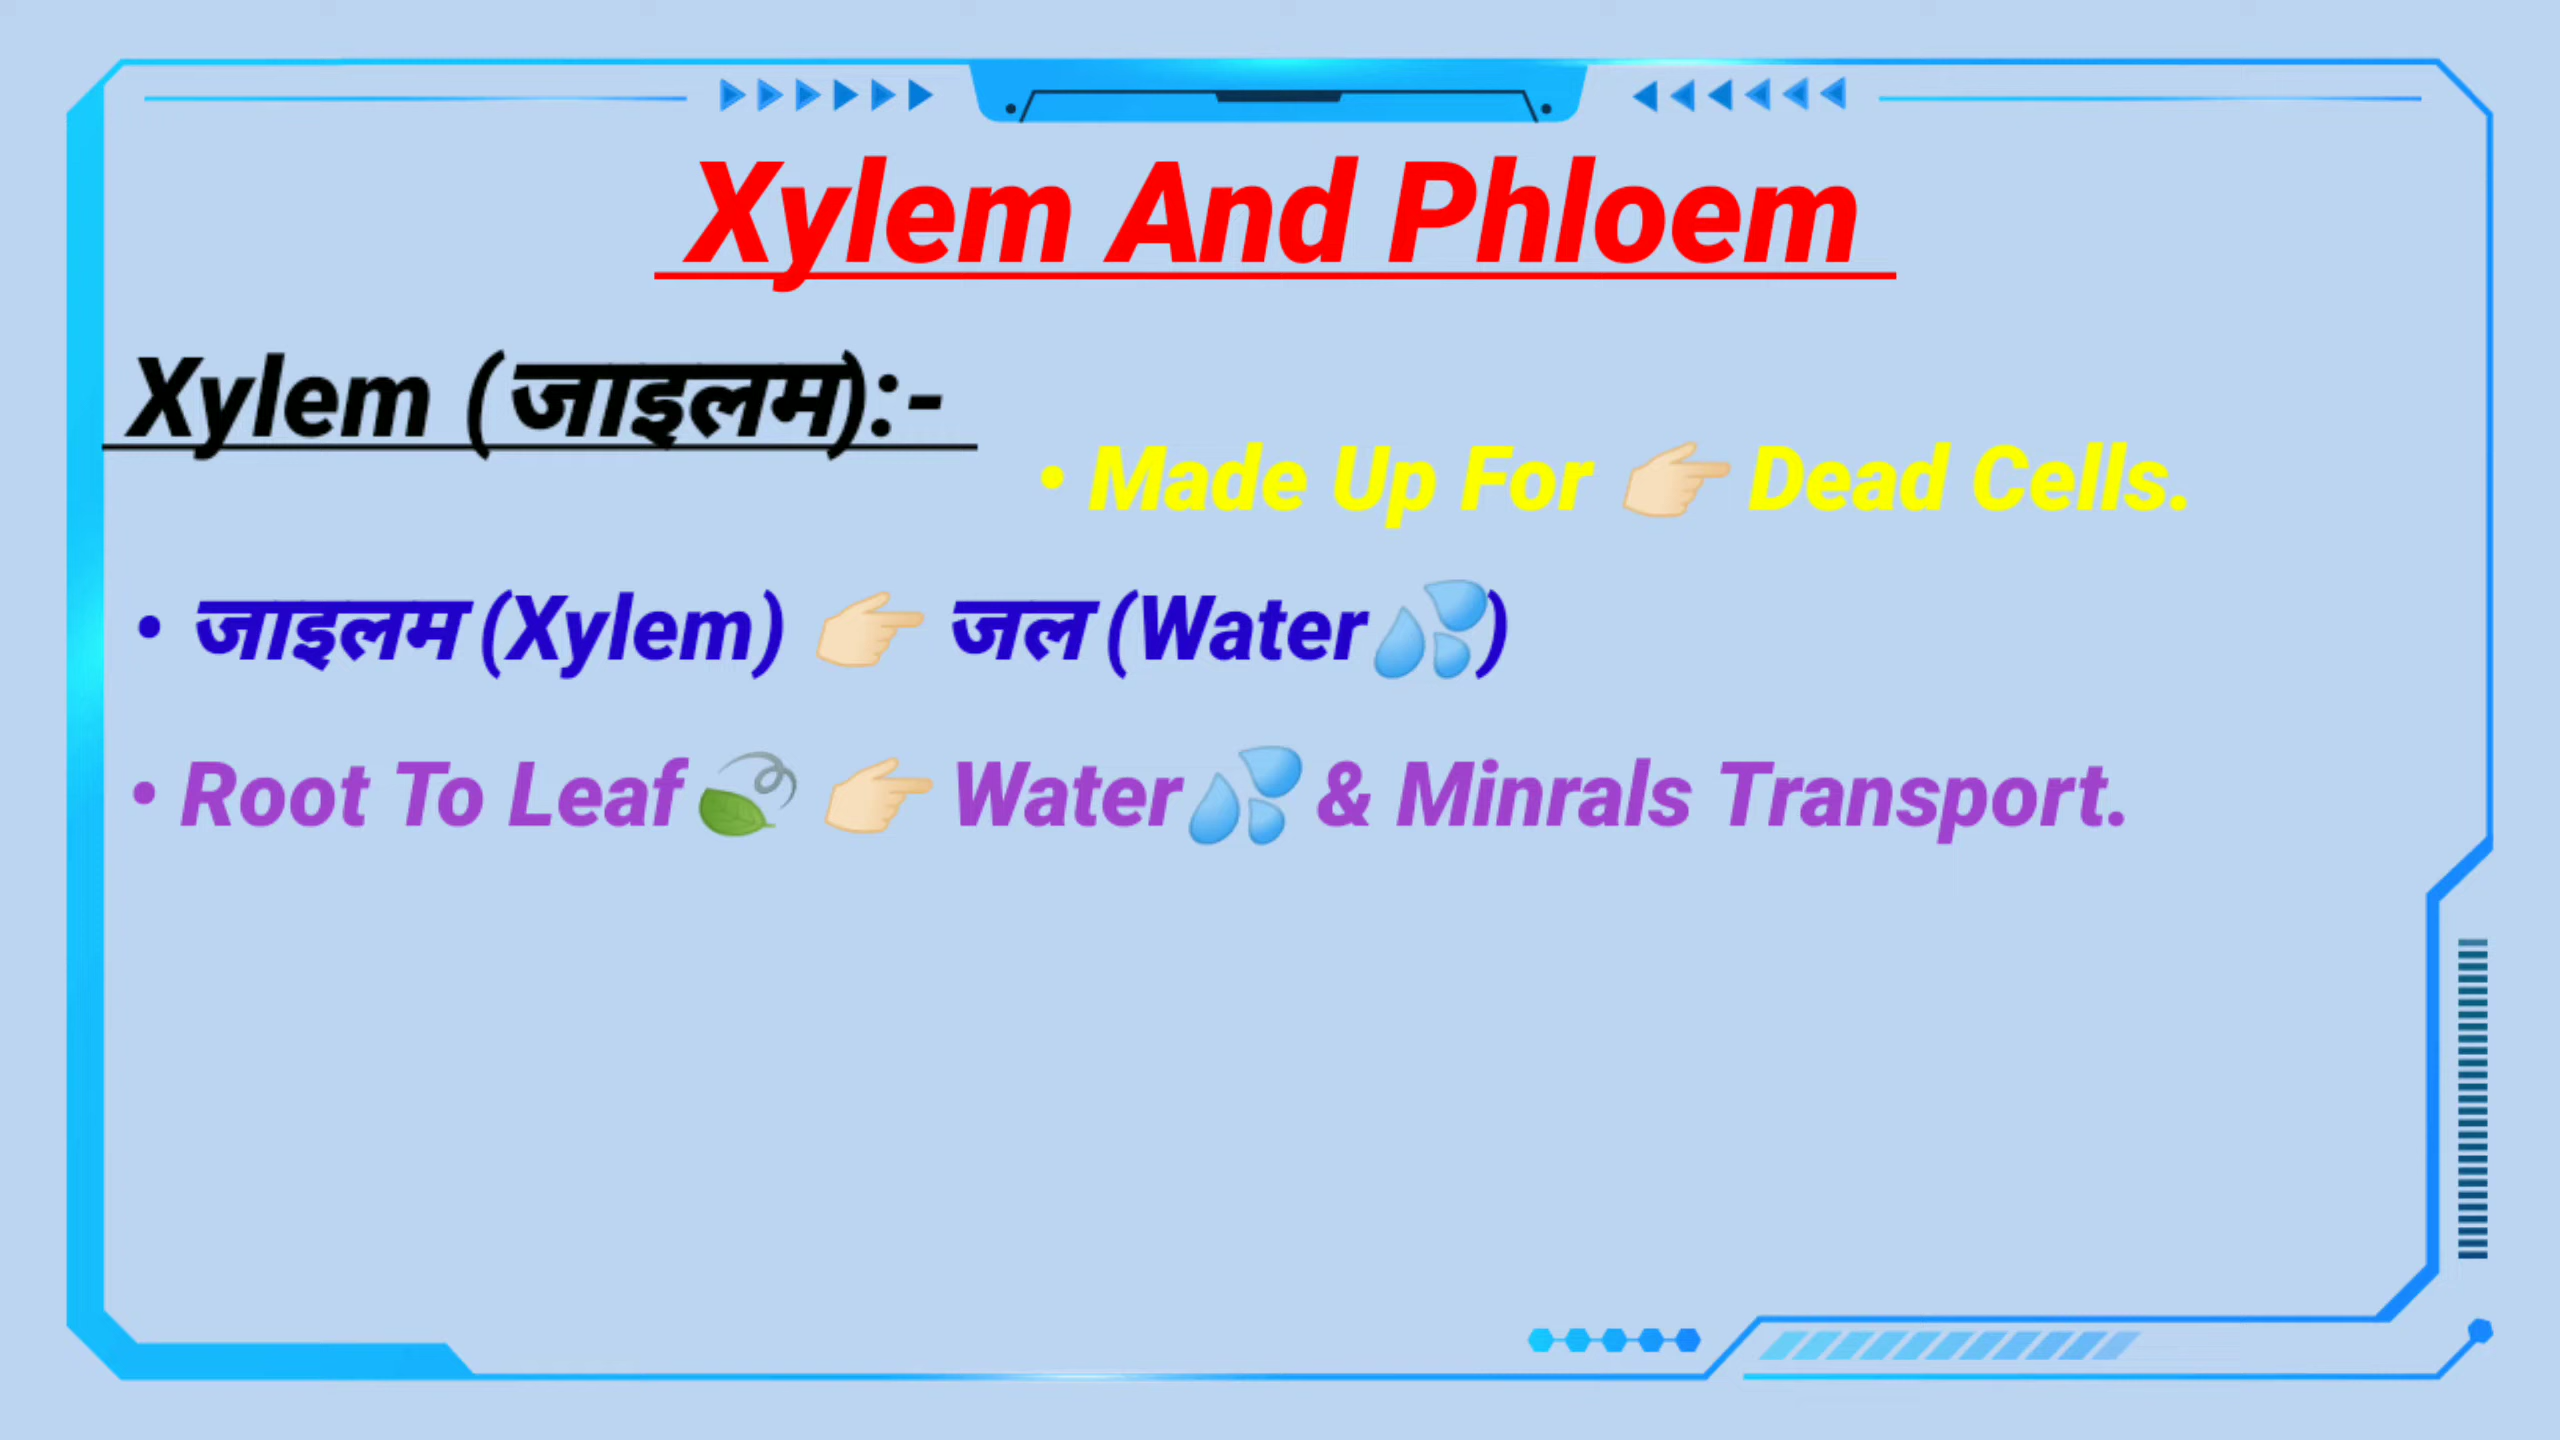 Xylem And Phloem
Xylem (जाइलम):-
• Made Up For 👉🏻 Dead Cells.
• जाइलम (Xylem) 👉🏻 जल (Water💦)
• Root To Leaf🍃 👉🏻 Water💦 & Minrals Transport.